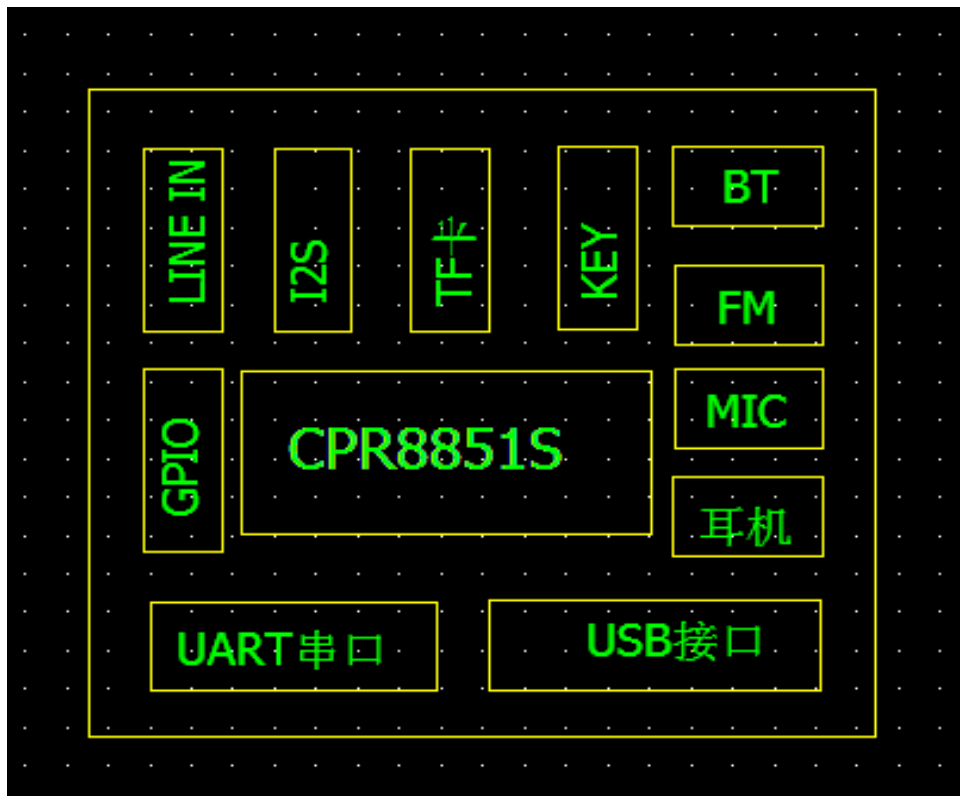 LINE IN
I2S
TF卡
KEY
BT
FM
GPIO
CPR8851S
MIC
耳机
UART串口
USB接口